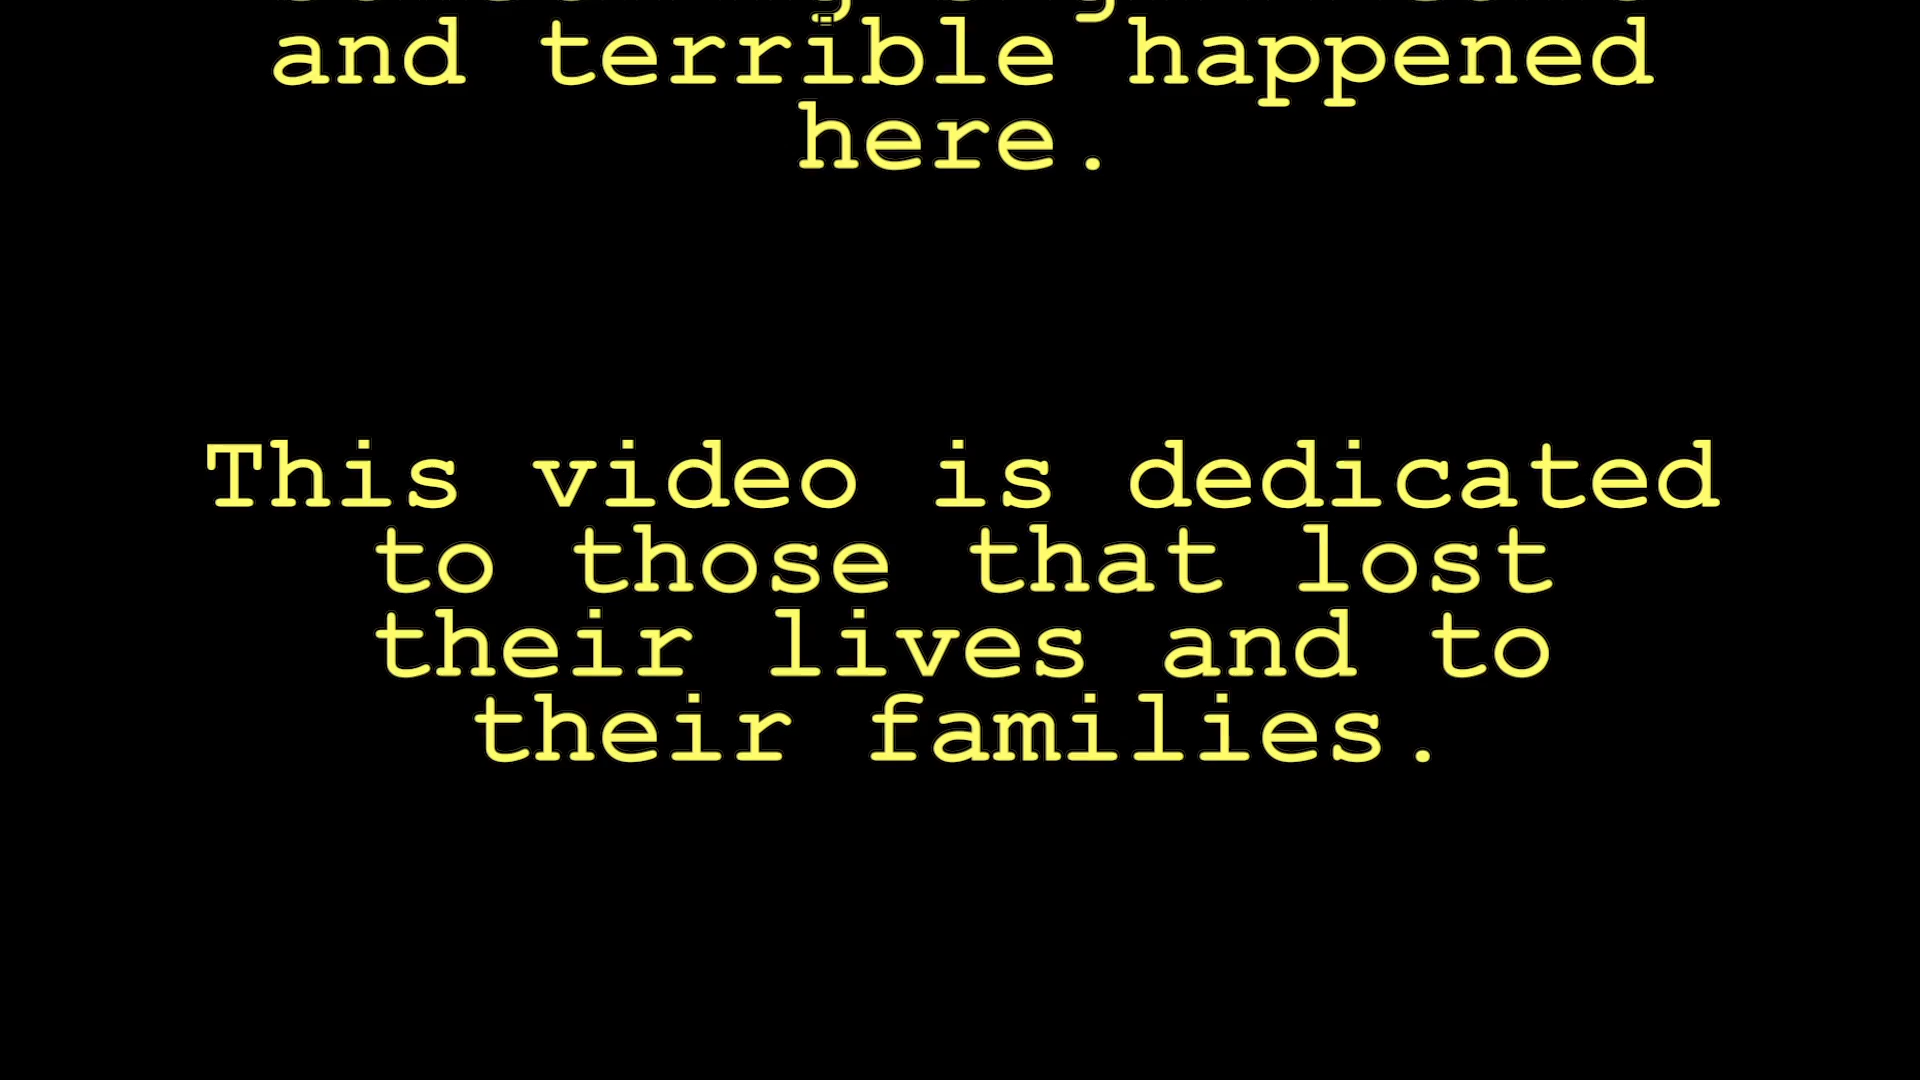 and terrible happened
here.
This video is dedicated
to those that lost
their lives and to
their families.